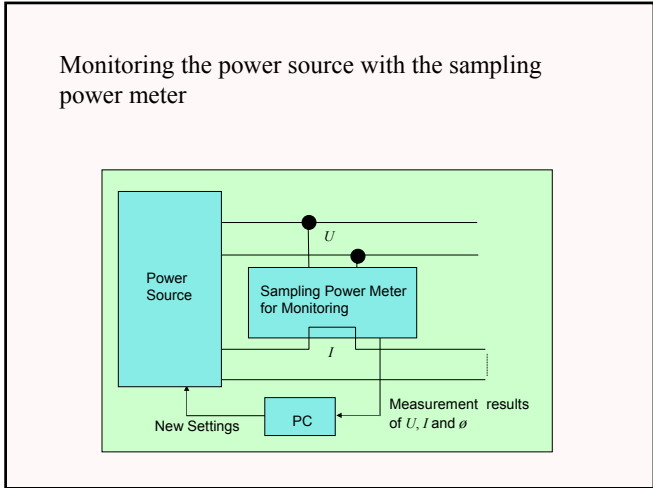 Monitoring the power source with the sampling
power meter
U
Power
Source
Sampling Power Meter
for Monitoring
I
Measurement results
of U, I and ø
PC
New Settings